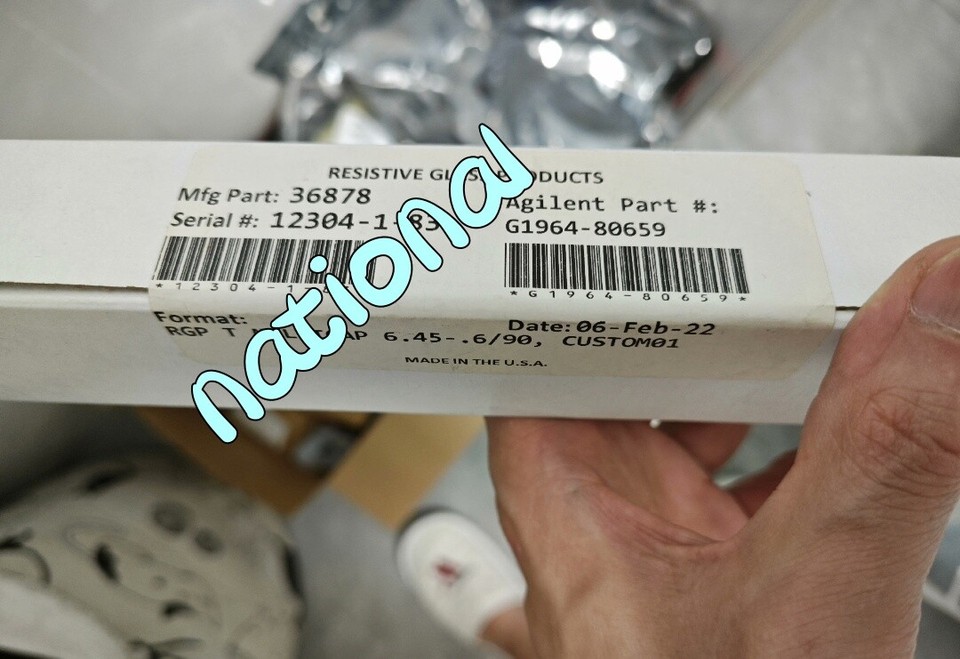 RESISTIVE PRODUCTS
Mfg Part: 36878
Serial #: 12304-1-83
*12304-1
Agilent Part #:
G1964-80659
*G1964-80659*
Format:
RGP T 6.45-.6/90, CUSTOM01
Date: 06-Feb-22
MADE IN THE U.S.A.
national